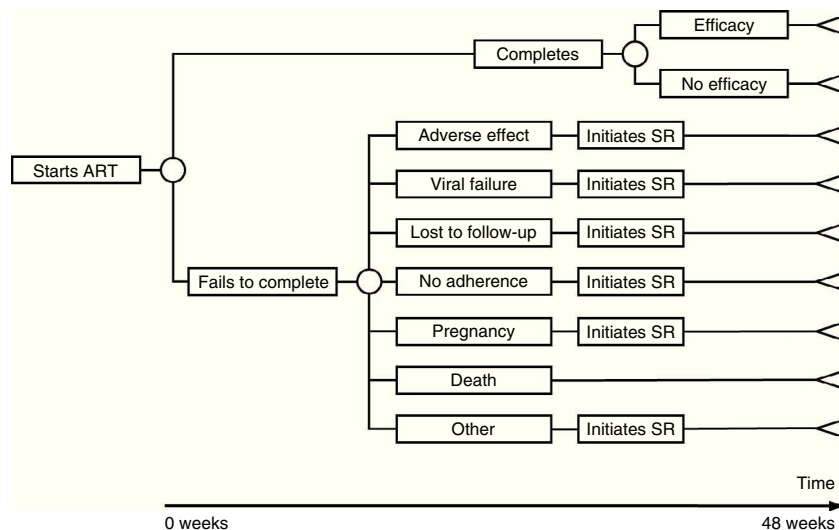 Efficacy
Completes
No efficacy
Adverse effect
Initiates SR
Starts ART
Viral failure
Initiates SR
Lost to follow-up
Initiates SR
Fails to complete
No adherence
Initiates SR
Pregnancy
Initiates SR
Death
Other
Initiates SR
Time
0 weeks
48 weeks